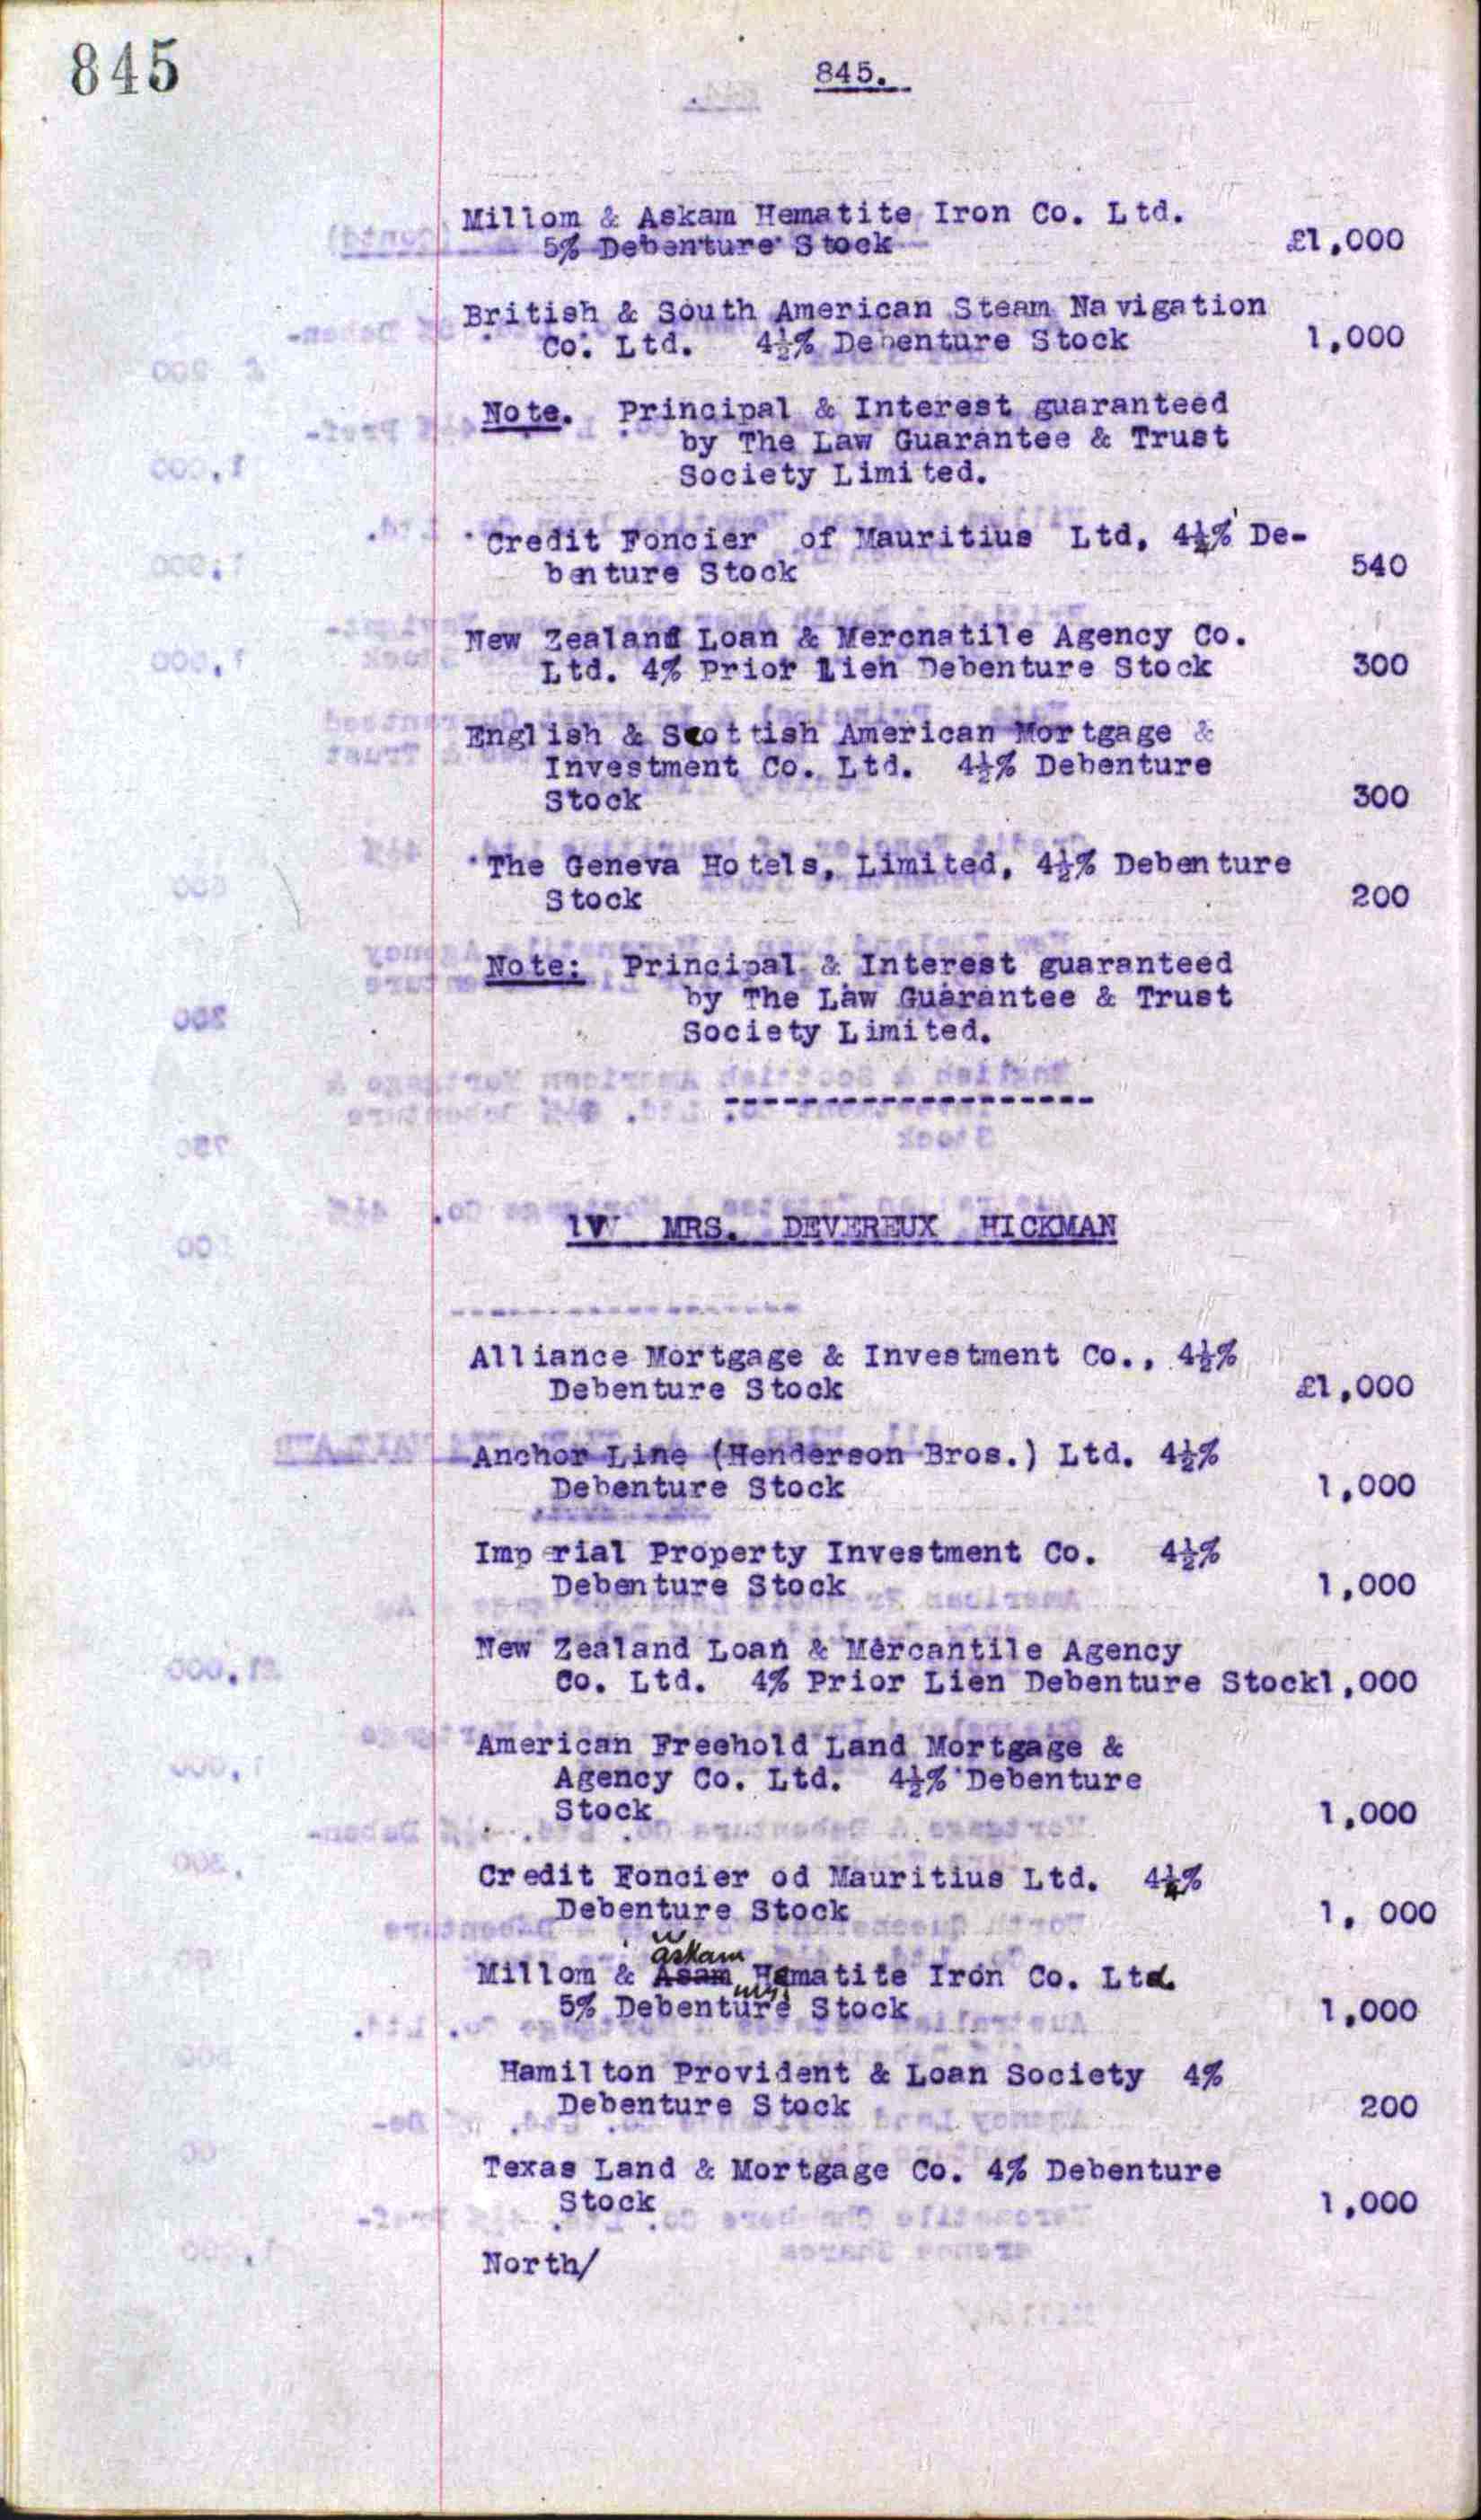 845
845.
Millom & Askam Hematite Iron Co. Ltd.
5% Debenture Stock £1,000
British & South American Steam Navigation
Co. Ltd. 4½% Debenture Stock 1,000
Note. Principal & Interest guaranteed
by The Law Guarantee & Trust
Society Limited.
Credit Foncier of Mauritius Ltd, 4¼% De-
benture Stock 540
New Zealand Loan & Mercnatile Agency Co.
Ltd. 4% Prior Lien Debenture Stock 300
English & Scottish American Mortgage &
Investment Co. Ltd. 4½% Debenture
Stock 300
The Geneva Hotels, Limited, 4½% Debenture
Stock 200
Note: Principal & Interest guaranteed
by The Law Guarantee & Trust
Society Limited.
-------------------
1V MRS. DEVEREUX HICKMAN
Alliance Mortgage & Investment Co., 4½%
Debenture Stock £1,000
Anchor Line (Henderson Bros.) Ltd. 4½%
Debenture Stock 1,000
Imperial Property Investment Co. 4½%
Debenture Stock 1,000
New Zealand Loan & Mercantile Agency
Co. Ltd. 4% Prior Lien Debenture Stock1,000
American Freehold Land Mortgage &
Agency Co. Ltd. 4½% Debenture
Stock 1,000
Credit Foncier od Mauritius Ltd. 4¼%
Debenture Stock 1, 000
askam
Millom & Asam Hematite Iron Co. Ltd.
5% Debenture Stock 1,000
Hamilton Provident & Loan Society 4%
Debenture Stock 200
Texas Land & Mortgage Co. 4% Debenture
Stock 1,000
North/